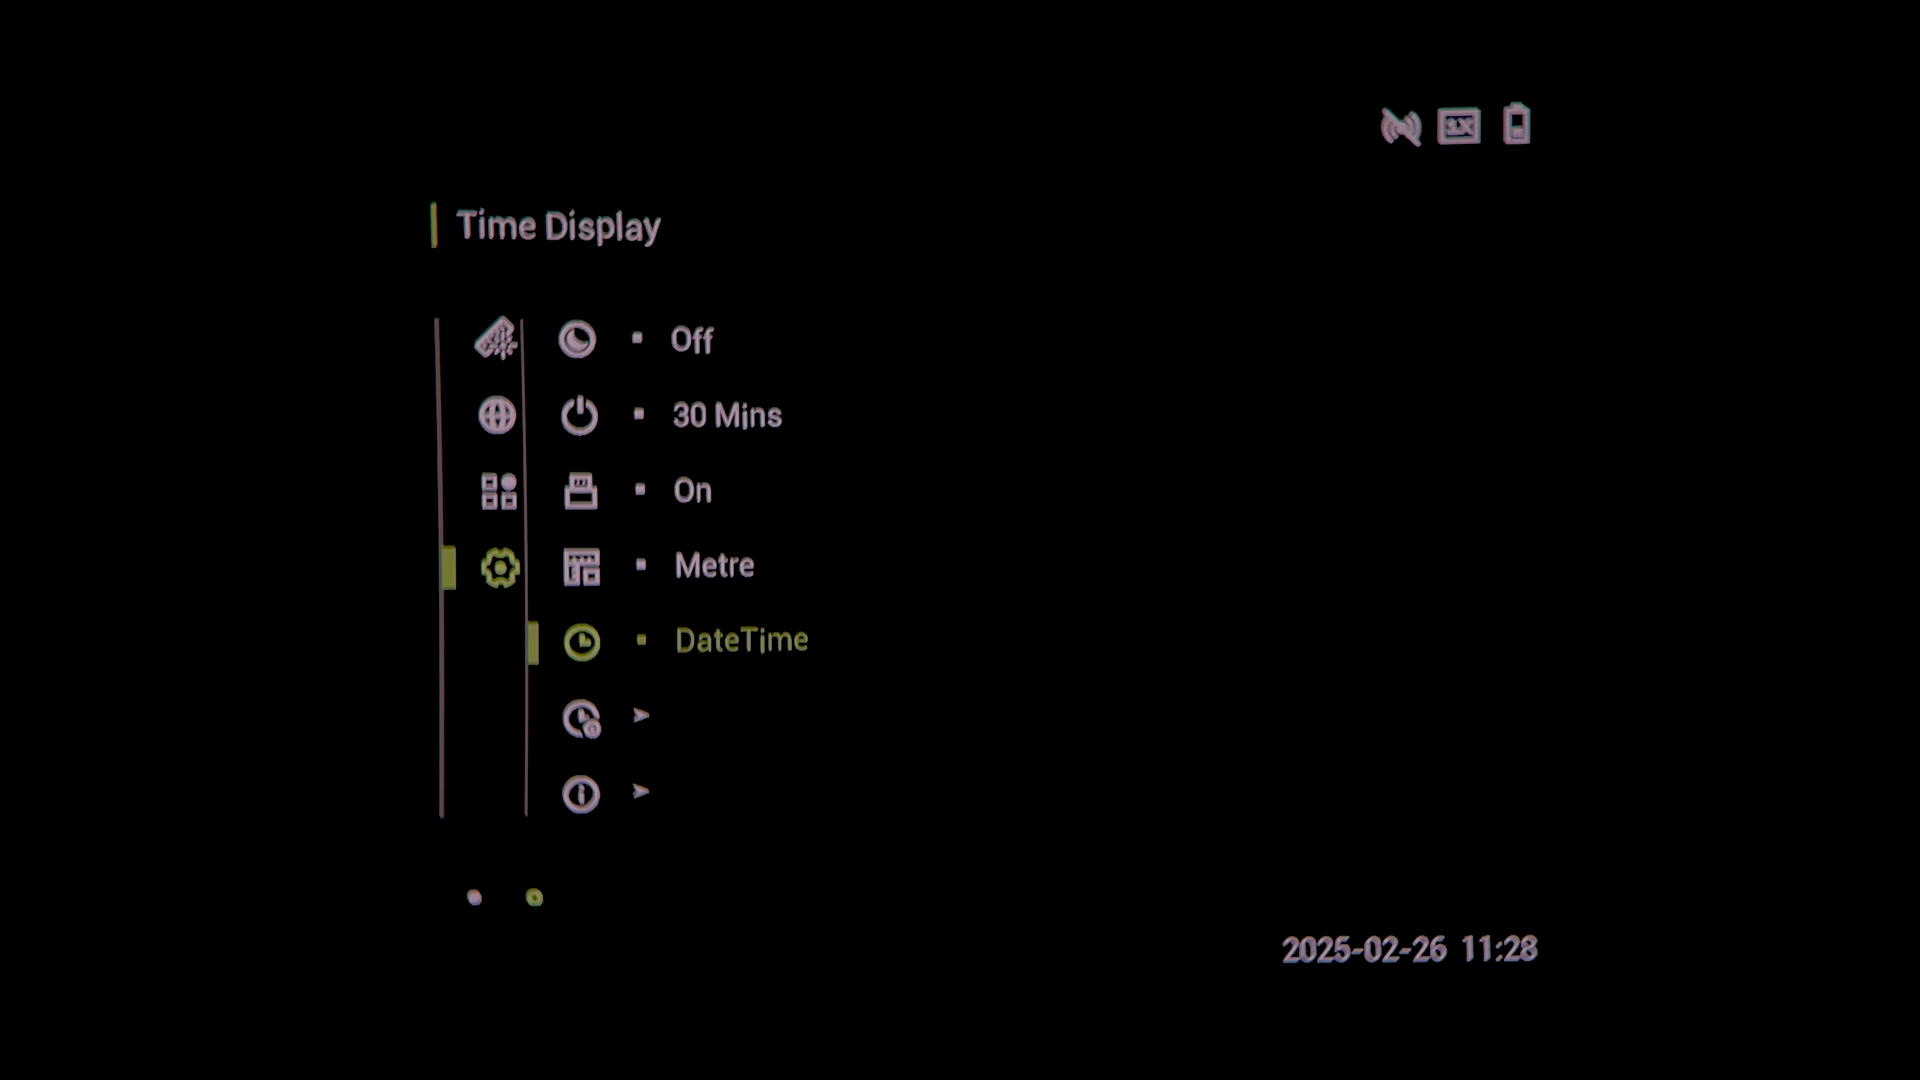 Time Display
Off
30 Mins
On
Metre
DateTime
2025-02-26 11:28